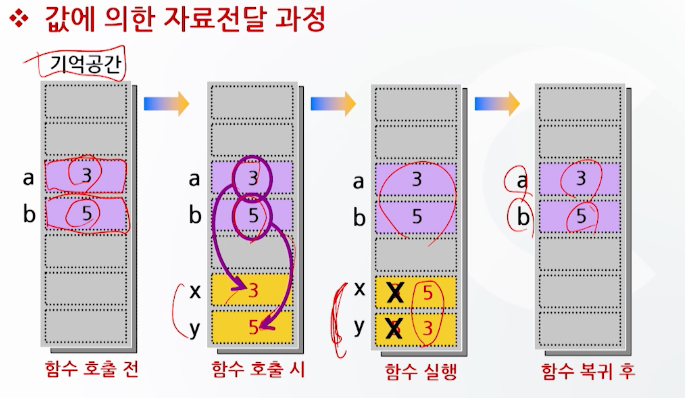 ❖ 값에 의한 자료전달 과정
기억공간
a 3
b 5
a 3
b 5
x 3
y 5
a 3
b 5
x X 5
y X 3
a 3
b 5
함수 호출 전
함수 호출 시
함수 실행
함수 복귀 후